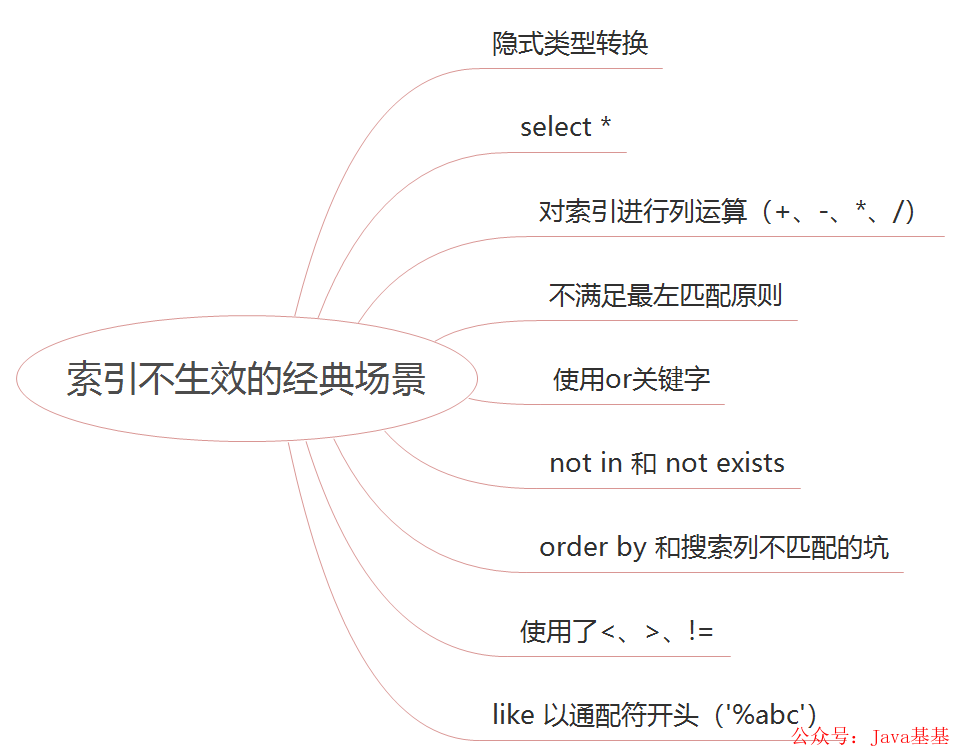 隐式类型转换
select *
对索引进行列运算（+、-、*、/）
不满足最左匹配原则
索引不生效的经典场景
使用or关键字
not in 和 not exists
order by 和搜索列不匹配的坑
使用了<、>、!=
like 以通配符开头（'%abc'）
公众号：Java基基